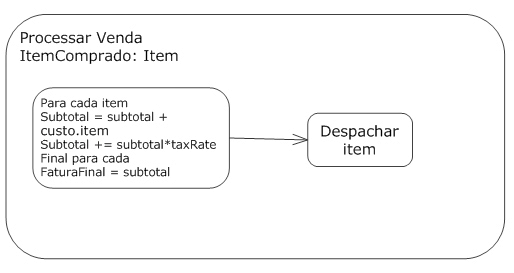 Processar Venda
ItemComprado: Item
Para cada item
Subtotal = subtotal +
custo.item
Subtotal += subtotal*taxRate
Final para cada
FaturaFinal = subtotal
Despachar
item